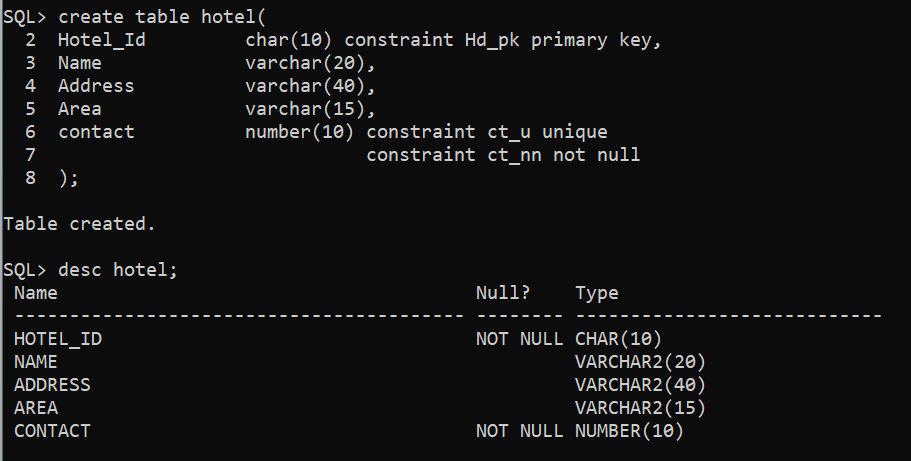 SQL> create table hotel(
  2  Hotel_Id         char(10) constraint Hd_pk primary key,
  3  Name             varchar(20),
  4  Address          varchar(40),
  5  Area             varchar(15),
  6  contact          number(10) constraint ct_u unique
  7                              constraint ct_nn not null
  8  );
Table created.
SQL> desc hotel;
 Name                                      Null?    Type
 ----------------------------------------- -------- ----------------------------
 HOTEL_ID                                  NOT NULL CHAR(10)
 NAME                                               VARCHAR2(20)
 ADDRESS                                            VARCHAR2(40)
 AREA                                               VARCHAR2(15)
 CONTACT                                   NOT NULL NUMBER(10)